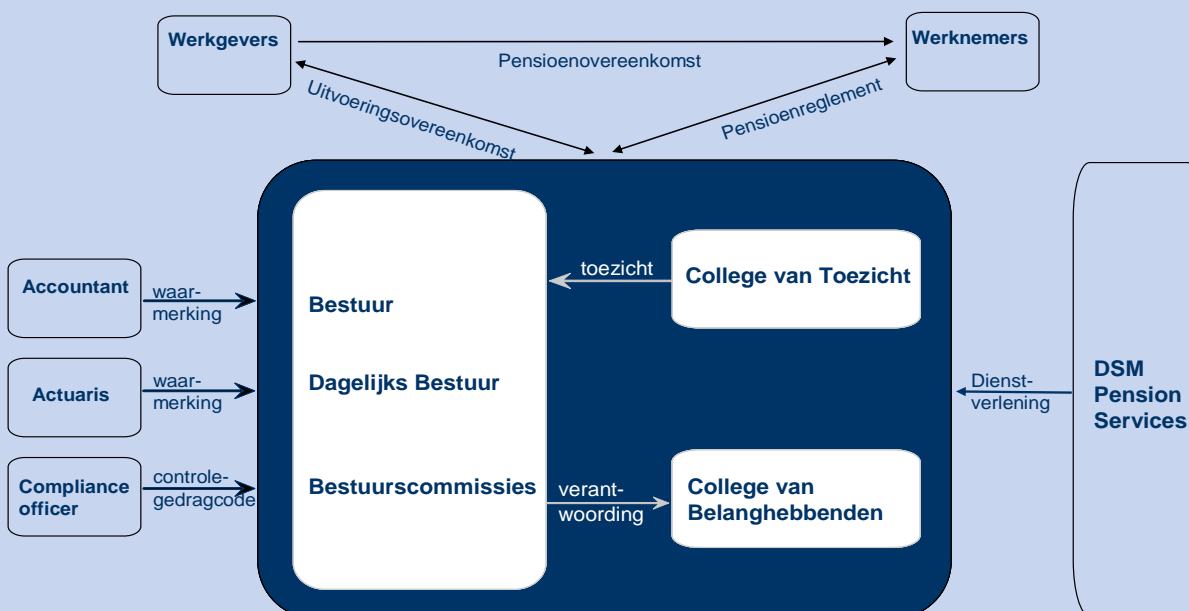 Werkgevers
Werknemers
Pensioenovereenkomst
Uitvoeringsovereenkomst
Pensioenreglement
Accountant
waar-
merking
Actuaris
waar-
merking
Compliance
officer
controle-
gedragcode
Bestuur
Dagelijks Bestuur
Bestuurscommissies
toezicht
College van Toezicht
verant-
woording
College van
Belanghebbenden
Dienst-
verlening
DSM
Pension
Services